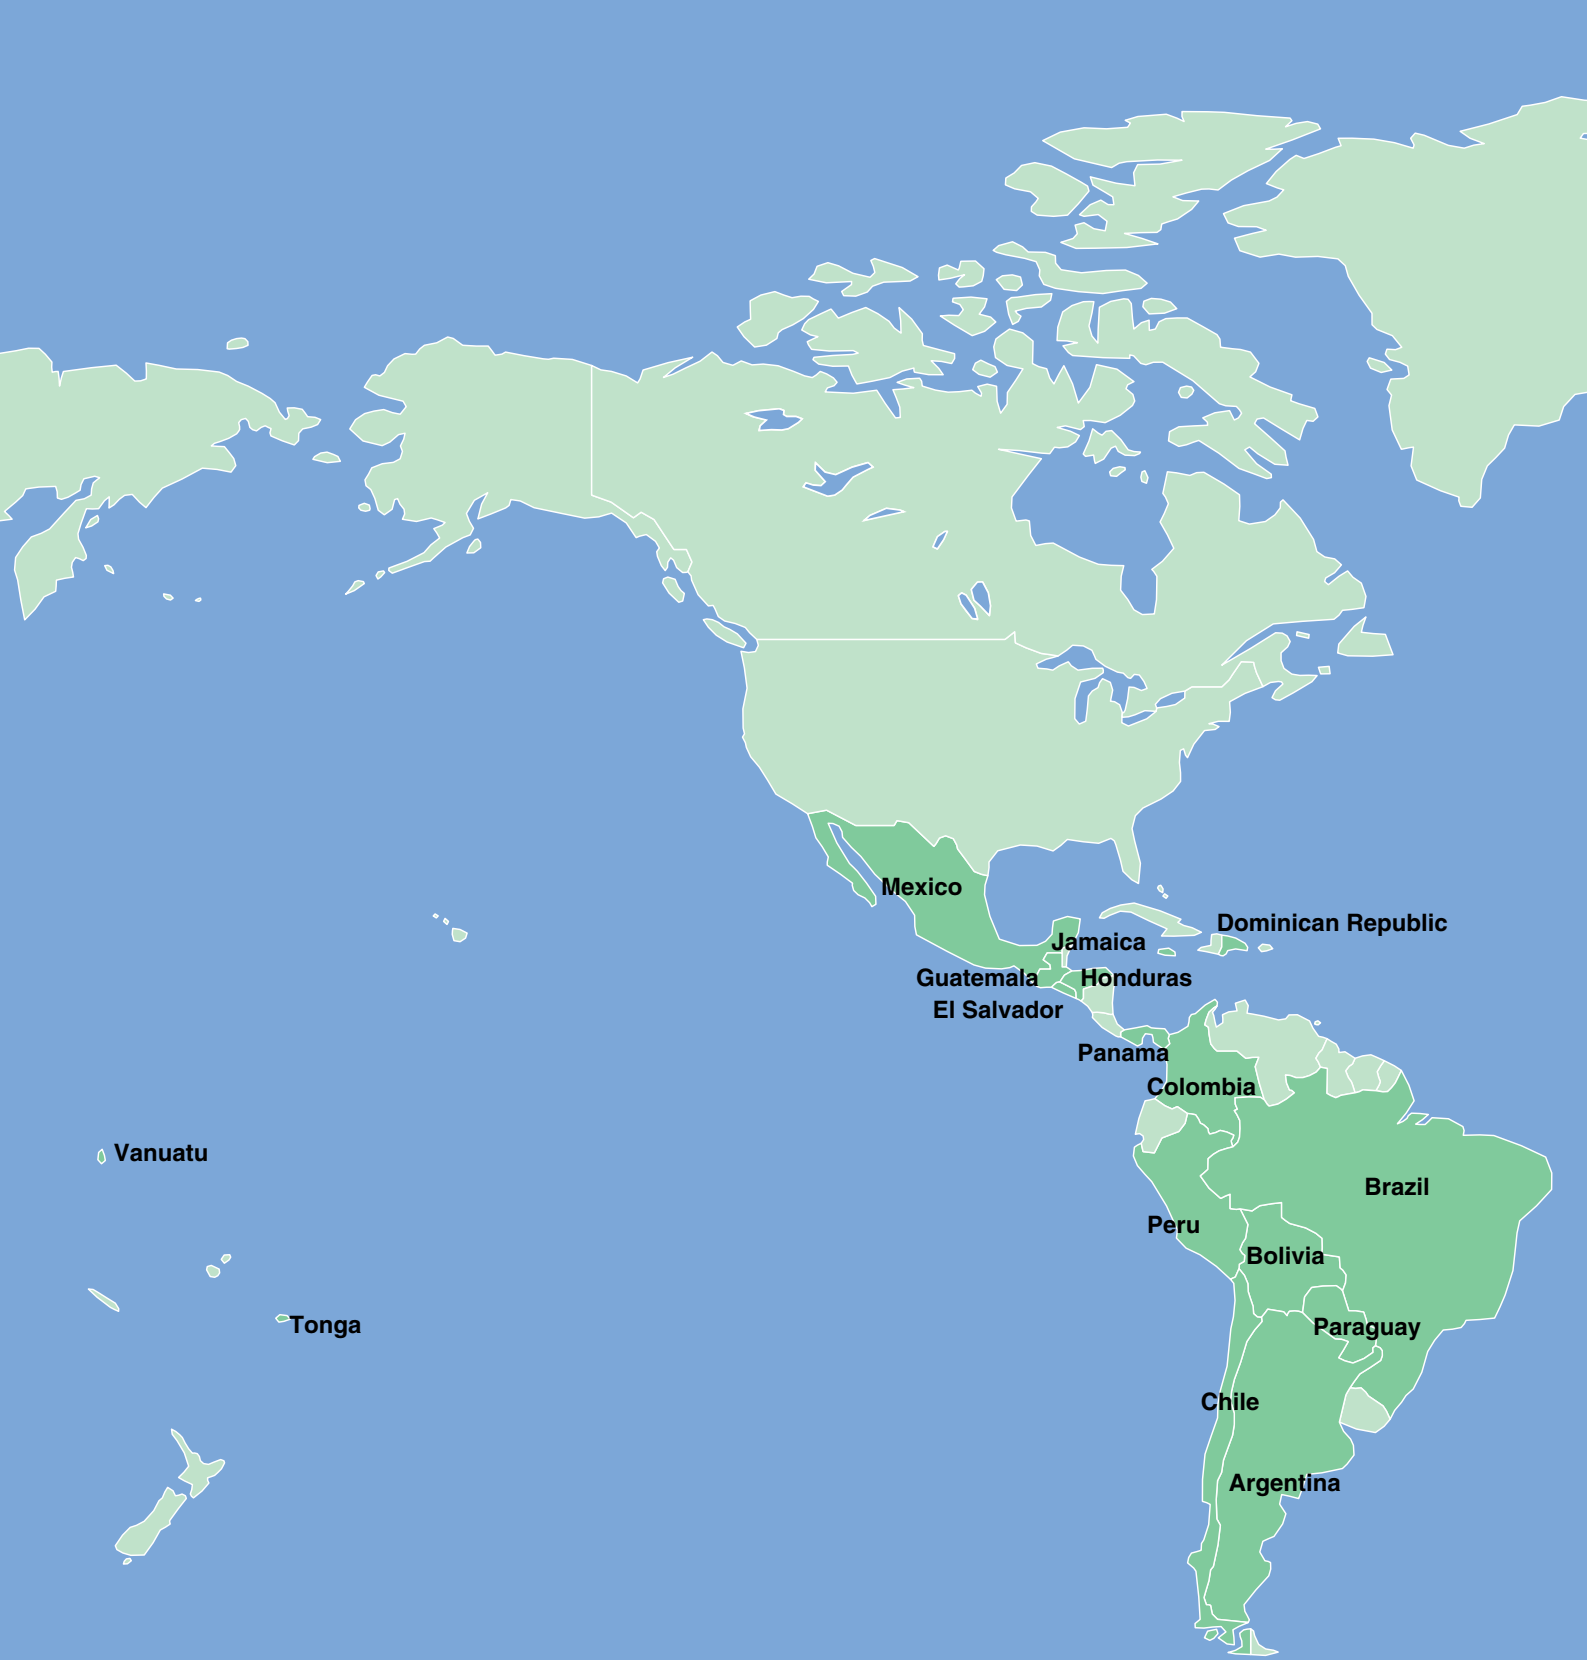 Mexico
Dominican Republic
Jamaica
Guatemala
Honduras
El Salvador
Panama
Colombia
Vanuatu
Brazil
Peru
Bolivia
Tonga
Paraguay
Chile
Argentina